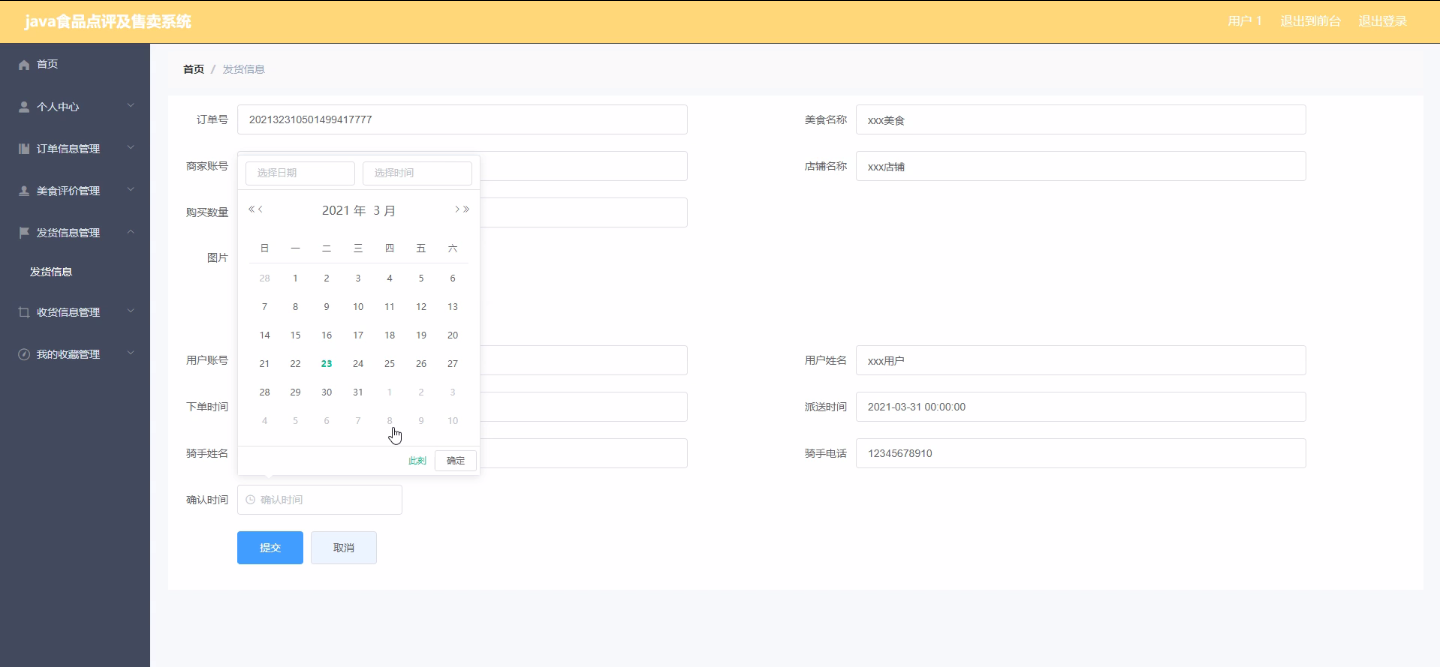 java食品点评及售卖系统
用户 1 退出到前台 退出登录
首页
个人中心
订单信息管理
美食评价管理
发货信息管理
发货信息
收货信息管理
我的收藏管理
首页 / 发货信息
订单号 202132310501499417777 美食名称 xxx美食
商家账号 店铺名称 xxx店铺
选择日期 选择时间
购买数量
2021 年 3 月
图片
日 一 二 三 四 五 六
28 1 2 3 4 5 6
7 8 9 10 11 12 13
14 15 16 17 18 19 20
21 22 23 24 25 26 27
28 29 30 31 1 2 3
4 5 6 7 8 9 10
此刻 确定
用户账号 用户姓名 xxx用户
下单时间 派送时间 2021-03-31 00:00:00
骑手姓名 骑手电话 12345678910
确认时间 确认时间
提交 取消